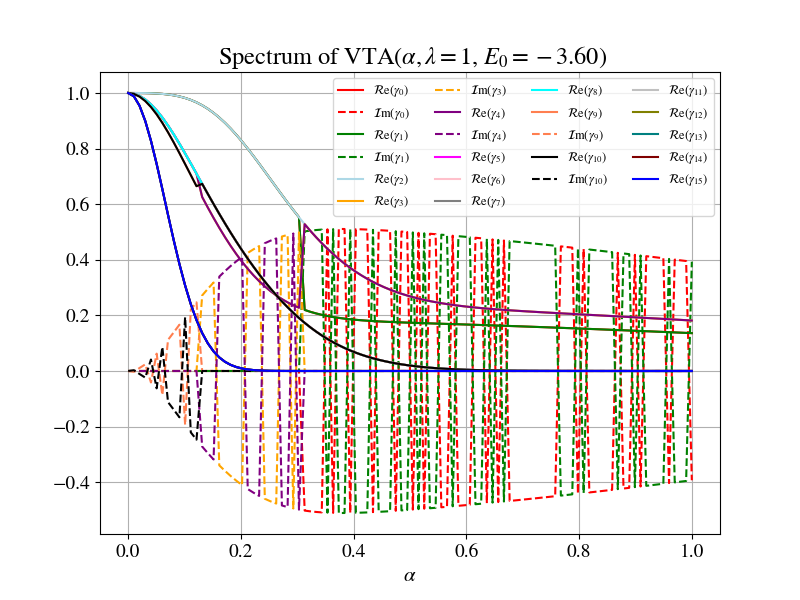 Spectrum of VTA(α, λ = 1, E₀ = −3.60)
1.0
0.8
0.6
0.4
0.2
0.0
−0.2
−0.4
0.0 0.2 0.4 0.6 0.8 1.0
α
ℛe(γ₀)
ℐm(γ₀)
ℛe(γ₁)
ℐm(γ₁)
ℛe(γ₂)
ℛe(γ₃)
ℐm(γ₃)
ℛe(γ₄)
ℐm(γ₄)
ℛe(γ₅)
ℛe(γ₆)
ℛe(γ₇)
ℛe(γ₈)
ℛe(γ₉)
ℐm(γ₉)
ℛe(γ₁₀)
ℐm(γ₁₀)
ℛe(γ₁₁)
ℛe(γ₁₂)
ℛe(γ₁₃)
ℛe(γ₁₄)
ℛe(γ₁₅)